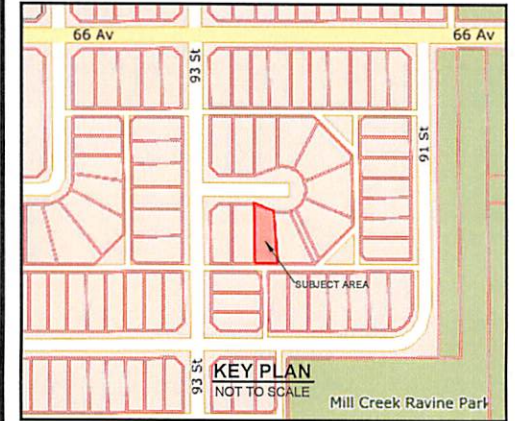 66 Av
66 Av
93 St
91 St
SUBJECT AREA
93 St
KEY PLAN
NOT TO SCALE
Mill Creek Ravine Park